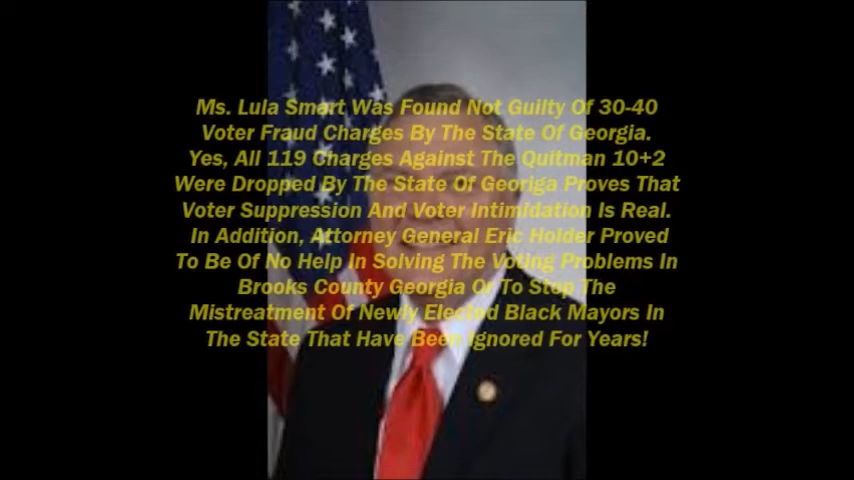 Ms. Lula Smart Was Found Not Guilty Of 30-40
Voter Fraud Charges By The State Of Georgia.
Yes, All 119 Charges Against The Quitman 10+2
Were Dropped By The State Of Georiga Proves That
Voter Suppression And Voter Intimidation Is Real.
In Addition, Attorney General Eric Holder Proved
To Be Of No Help In Solving The Voting Problems In
Brooks County Georgia Or To Stop The
Mistreatment Of Newly Elected Black Mayors In
The State That Have Been Ignored For Years!